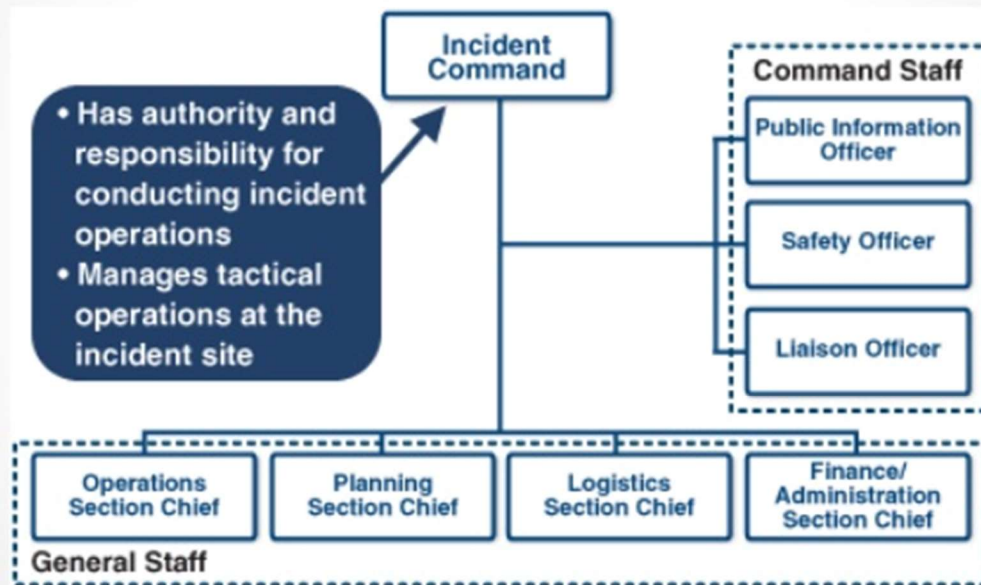 Incident
Command
• Has authority and
responsibility for
conducting incident
operations
• Manages tactical
operations at the
incident site
Command Staff
Public Information
Officer
Safety Officer
Liaison Officer
Operations
Section Chief
Planning
Section Chief
Logistics
Section Chief
Finance/
Administration
Section Chief
General Staff